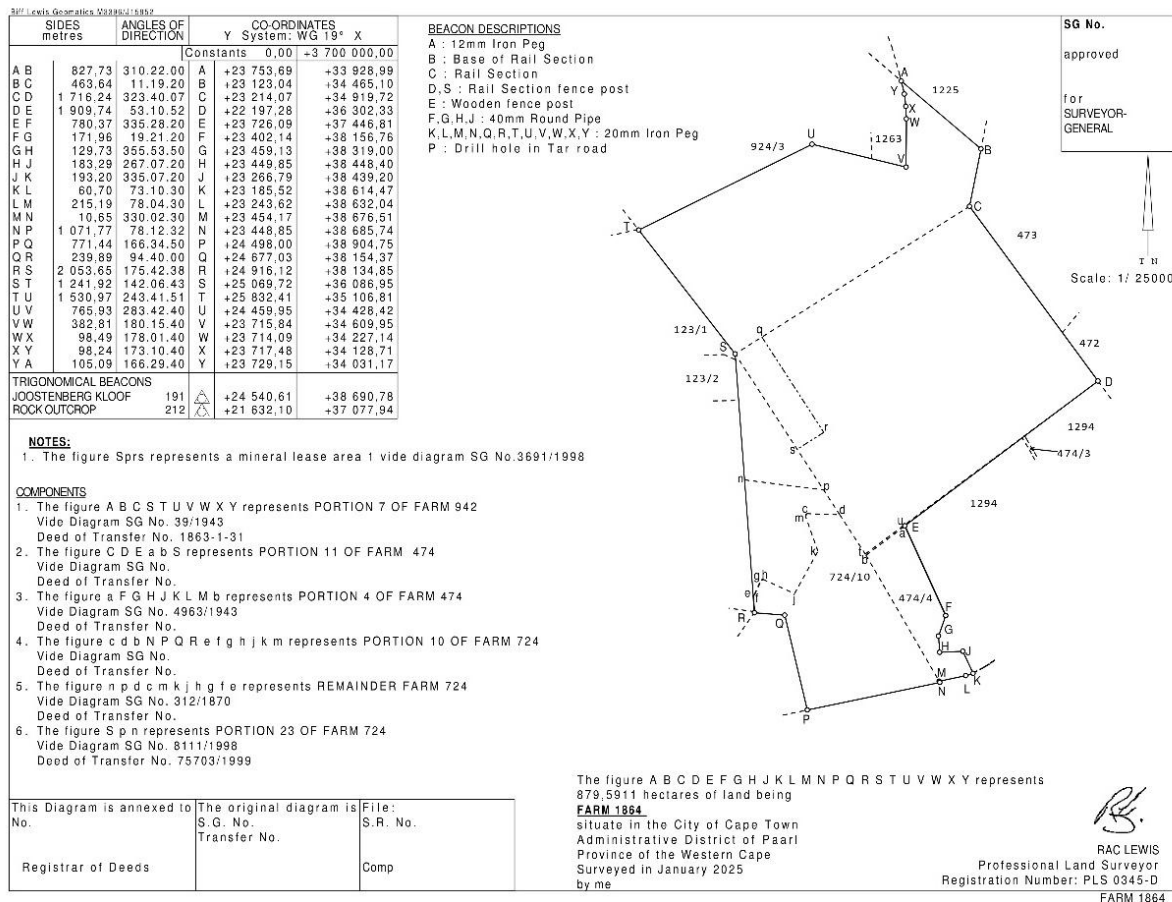 Riff Lewis Geomatics M3396/J15952
SIDES metres | ANGLES OF DIRECTION | CO-ORDINATES Y System: WG 19° X
Constants 0,00 +3 700 000,00
A B 827,73 310.22.00 A +23 753,69 +33 928,99
B C 463,64 11.19.20 B +23 123,04 +34 465,10
C D 1 716,24 323.40.07 C +23 214,07 +34 919,72
D E 1 909,74 53.10.52 D +22 197,28 +36 302,33
E F 780,37 335.28.20 E +23 726,09 +37 446,81
F G 171,96 19.21.20 F +23 402,14 +38 156,76
G H 129,73 355.53.50 G +23 459,13 +38 319,00
H J 183,29 267.07.20 H +23 449,85 +38 448,40
J K 193,20 335.07.20 J +23 266,79 +38 439,20
K L 60,70 73.10.30 K +23 185,52 +38 614,47
L M 215,19 78.04.30 L +23 243,62 +38 632,04
M N 10,65 330.02.30 M +23 454,17 +38 676,51
N P 1 071,77 78.12.32 N +23 448,85 +38 685,74
P Q 771,44 166.34.50 P +24 498,00 +38 904,75
Q R 239,89 94.40.00 Q +24 677,03 +38 154,37
R S 2 053,65 175.42.38 R +24 916,12 +38 134,85
S T 1 241,92 142.06.43 S +25 069,72 +36 086,95
T U 1 530,97 243.41.51 T +25 832,41 +35 106,81
U V 765,93 283.42.40 U +24 459,95 +34 428,42
V W 382,81 180.15.40 V +23 715,84 +34 609,95
W X 98,49 178.01.40 W +23 714,09 +34 227,14
X Y 98,24 173.10.40 X +23 717,48 +34 128,71
Y A 105,09 166.29.40 Y +23 729,15 +34 031,17
TRIGONOMICAL BEACONS
JOOSTENBERG KLOOF 191 +24 540,61 +38 690,78
ROCK OUTCROP 212 +21 632,10 +37 077,94
BEACON DESCRIPTIONS
A : 12mm Iron Peg
B : Base of Rail Section
C : Rail Section
D,S : Rail Section fence post
E : Wooden fence post
F,G,H,J : 40mm Round Pipe
K,L,M,N,Q,R,T,U,V,W,X,Y : 20mm Iron Peg
P : Drill hole in Tar road
SG No.
approved
for
SURVEYOR-
GENERAL
T N
Scale: 1/ 25000
A
Y
1225
X
W
U
924/3
1263
V
B
C
T
473
123/1
q
S
472
123/2
D
r
1294
s
474/3
n
p
1294
c
d
m
u
E
a
k
t
b
724/10
g h
474/4
e
j
f
F
R
Q
G
H
J
M
K
N
L
P
NOTES:
1. The figure Sprs represents a mineral lease area 1 vide diagram SG No.3691/1998
COMPONENTS
1. The figure A B C S T U V W X Y represents PORTION 7 OF FARM 942
Vide Diagram SG No. 39/1943
Deed of Transfer No. 1863-1-31
2. The figure C D E a b S represents PORTION 11 OF FARM 474
Vide Diagram SG No.
Deed of Transfer No.
3. The figure a F G H J K L M b represents PORTION 4 OF FARM 474
Vide Diagram SG No. 4963/1943
Deed of Transfer No.
4. The figure c d b N P Q R e f g h j k m represents PORTION 10 OF FARM 724
Vide Diagram SG No.
Deed of Transfer No.
5. The figure n p d c m k j h g f e represents REMAINDER FARM 724
Vide Diagram SG No. 312/1870
Deed of Transfer No.
6. The figure S p n represents PORTION 23 OF FARM 724
Vide Diagram SG No. 8111/1998
Deed of Transfer No. 75703/1999
The figure A B C D E F G H J K L M N P Q R S T U V W X Y represents
879,5911 hectares of land being
FARM 1864
situate in the City of Cape Town
Administrative District of Paarl
Province of the Western Cape
Surveyed in January 2025
by me
RAC LEWIS
Professional Land Surveyor
Registration Number: PLS 0345-D
This Diagram is annexed to
No.
Registrar of Deeds
The original diagram is
S.G. No.
Transfer No.
File:
S.R. No.
Comp
FARM 1864